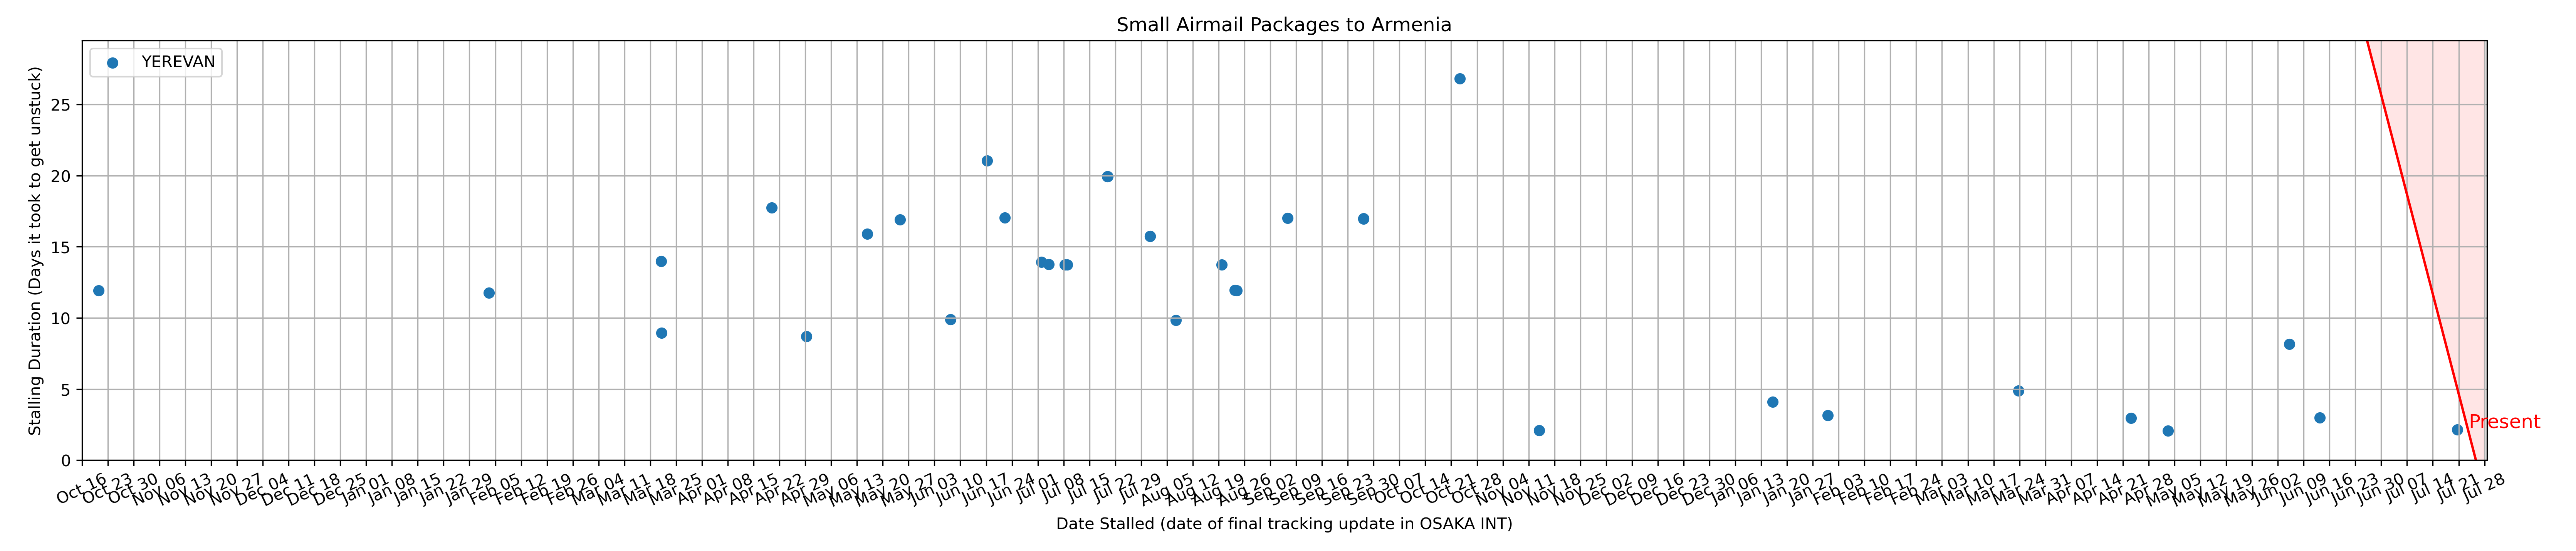 Small Airmail Packages to Armenia
YEREVAN
Stalling Duration (Days it took to get unstuck)
25
20
15
10
5
0
Present
Oct 16
Oct 23
Oct 30
Nov 06
Nov 13
Nov 20
Nov 27
Dec 04
Dec 11
Dec 18
Dec 25
Jan 01
Jan 08
Jan 15
Jan 22
Jan 29
Feb 05
Feb 12
Feb 19
Feb 26
Mar 04
Mar 11
Mar 18
Mar 25
Apr 01
Apr 08
Apr 15
Apr 22
Apr 29
May 06
May 13
May 20
May 27
Jun 03
Jun 10
Jun 17
Jun 24
Jul 01
Jul 08
Jul 15
Jul 22
Jul 29
Aug 05
Aug 12
Aug 19
Aug 26
Sep 02
Sep 09
Sep 16
Sep 23
Sep 30
Oct 07
Oct 14
Oct 21
Oct 28
Nov 04
Nov 11
Nov 18
Nov 25
Dec 02
Dec 09
Dec 16
Dec 23
Dec 30
Jan 06
Jan 13
Jan 20
Jan 27
Feb 03
Feb 10
Feb 17
Feb 24
Mar 03
Mar 10
Mar 17
Mar 24
Mar 31
Apr 07
Apr 14
Apr 21
Apr 28
May 05
May 12
May 19
May 26
Jun 02
Jun 09
Jun 16
Jun 23
Jun 30
Jul 07
Jul 14
Jul 21
Jul 28
Date Stalled (date of final tracking update in OSAKA INT)